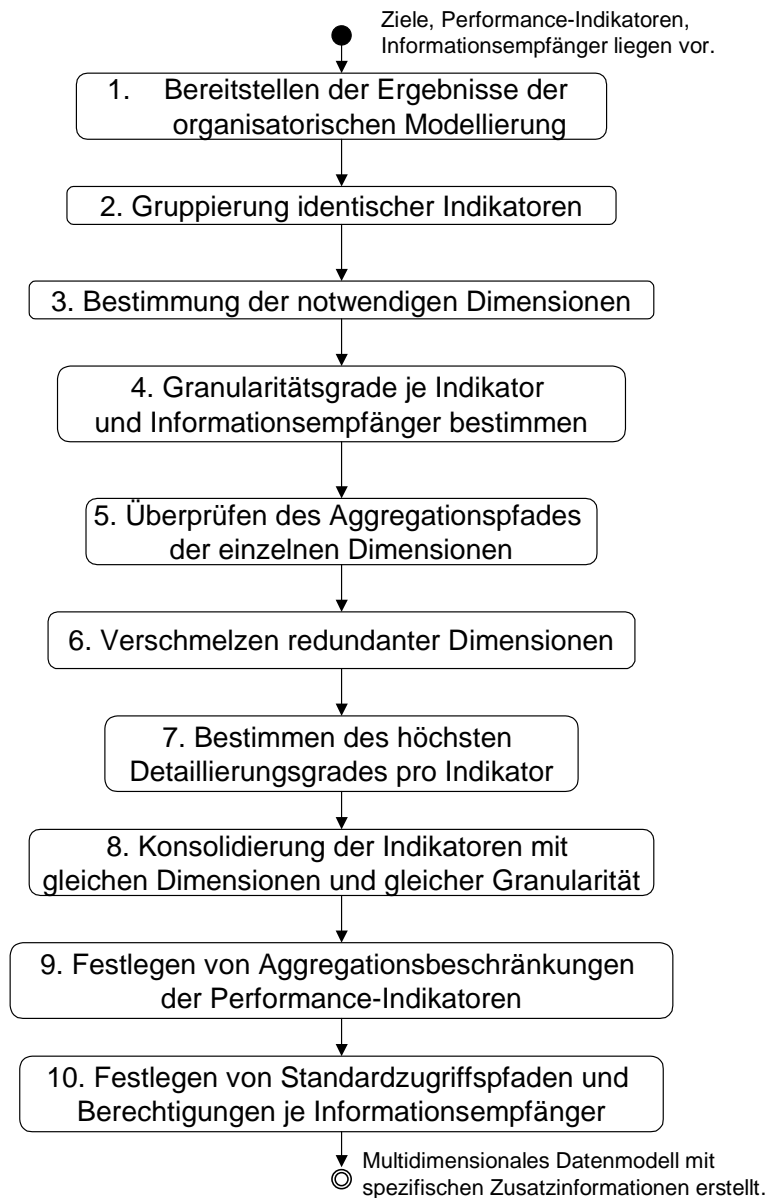 Ziele, Performance-Indikatoren,
Informationsempfänger liegen vor.
1. Bereitstellen der Ergebnisse der
organisatorischen Modellierung
2. Gruppierung identischer Indikatoren
3. Bestimmung der notwendigen Dimensionen
4. Granularitätsgrade je Indikator
und Informationsempfänger bestimmen
5. Überprüfen des Aggregationspfades
der einzelnen Dimensionen
6. Verschmelzen redundanter Dimensionen
7. Bestimmen des höchsten
Detaillierungsgrades pro Indikator
8. Konsolidierung der Indikatoren mit
gleichen Dimensionen und gleicher Granularität
9. Festlegen von Aggregationsbeschränkungen
der Performance-Indikatoren
10. Festlegen von Standardzugriffspfaden und
Berechtigungen je Informationsempfänger
Multidimensionales Datenmodell mit
spezifischen Zusatzinformationen erstellt.